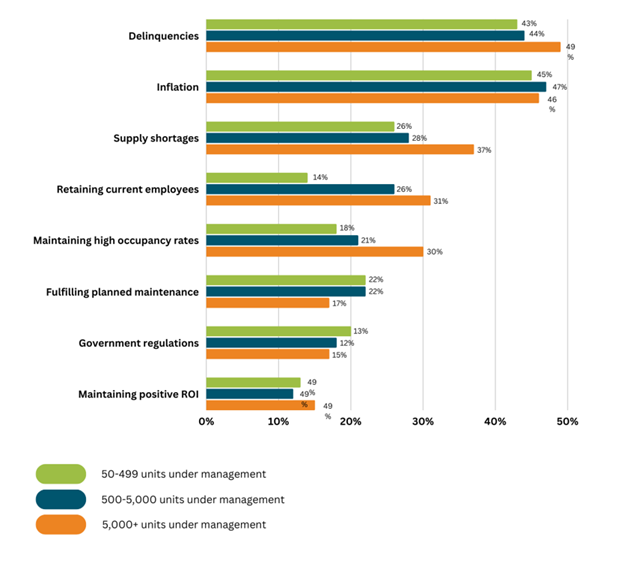 Delinquencies
43%
44%
49
%
Inflation
45%
47%
46
%
Supply shortages
26%
28%
37%
Retaining current employees
14%
26%
31%
Maintaining high occupancy rates
18%
21%
30%
Fulfilling planned maintenance
22%
22%
17%
Government regulations
13%
12%
15%
Maintaining positive ROI
49
%
49
%
49
%
0% 10% 20% 30% 40% 50%
50-499 units under management
500-5,000 units under management
5,000+ units under management